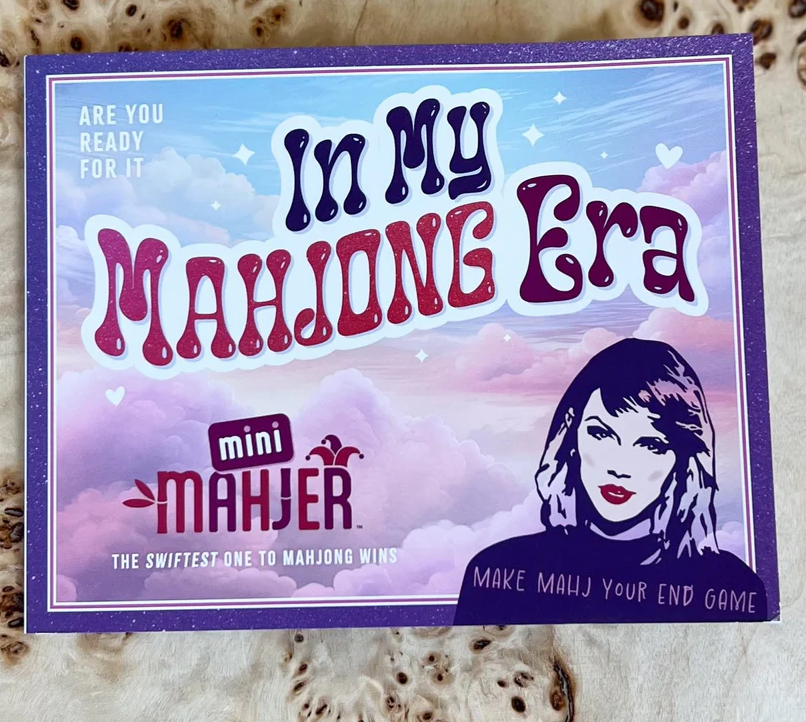 ARE YOU
READY
FOR IT
In My
MAHJONG Era
mini
MAHJER™
THE SWIFTEST ONE TO MAHJONG WINS
MAKE MAHJ YOUR END GAME